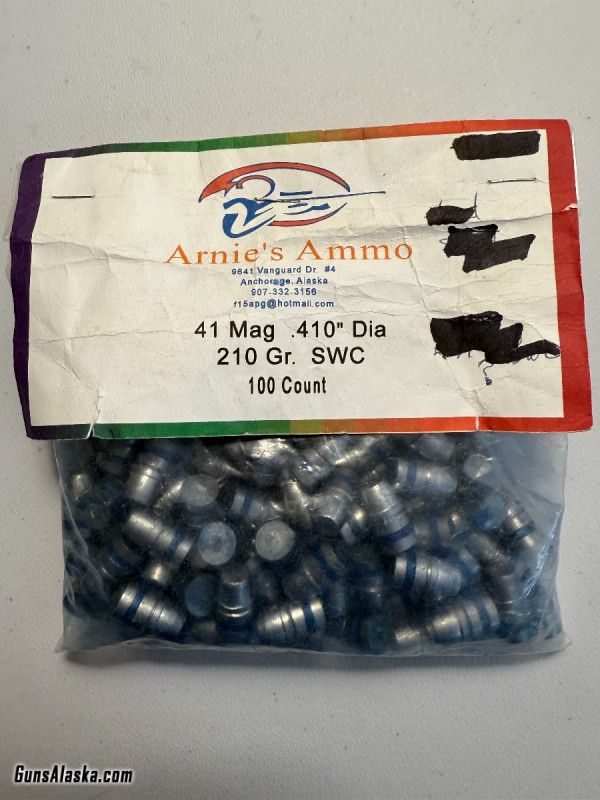 Arnie's Ammo
9641 Vanguard Dr. #4
Anchorage, Alaska
907-332-3156
f15apg@hotmail.com
41 Mag .410" Dia
210 Gr. SWC
100 Count
GunsAlaska.com